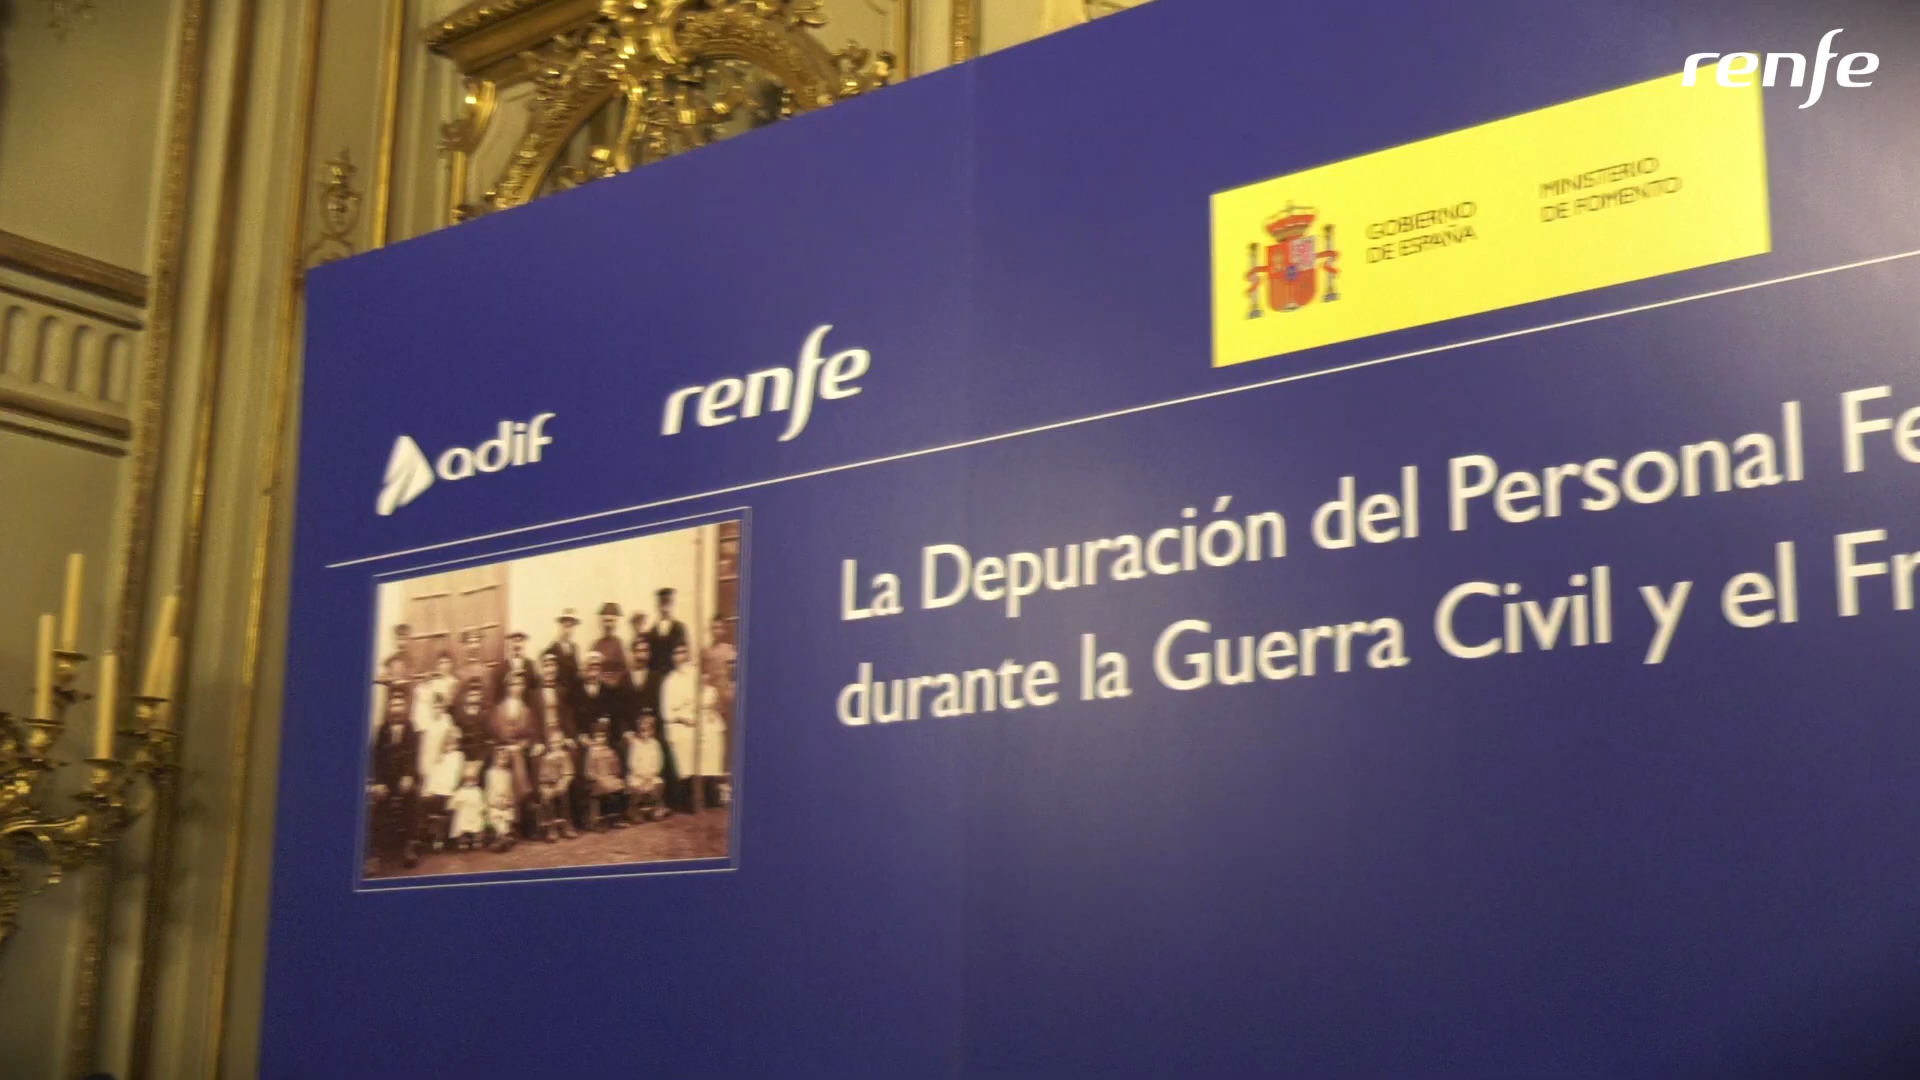 renfe
GOBIERNO
DE ESPAÑA
MINISTERIO
DE FOMENTO
adif
renfe
La Depuración del Personal Fe
durante la Guerra Civil y el Fr